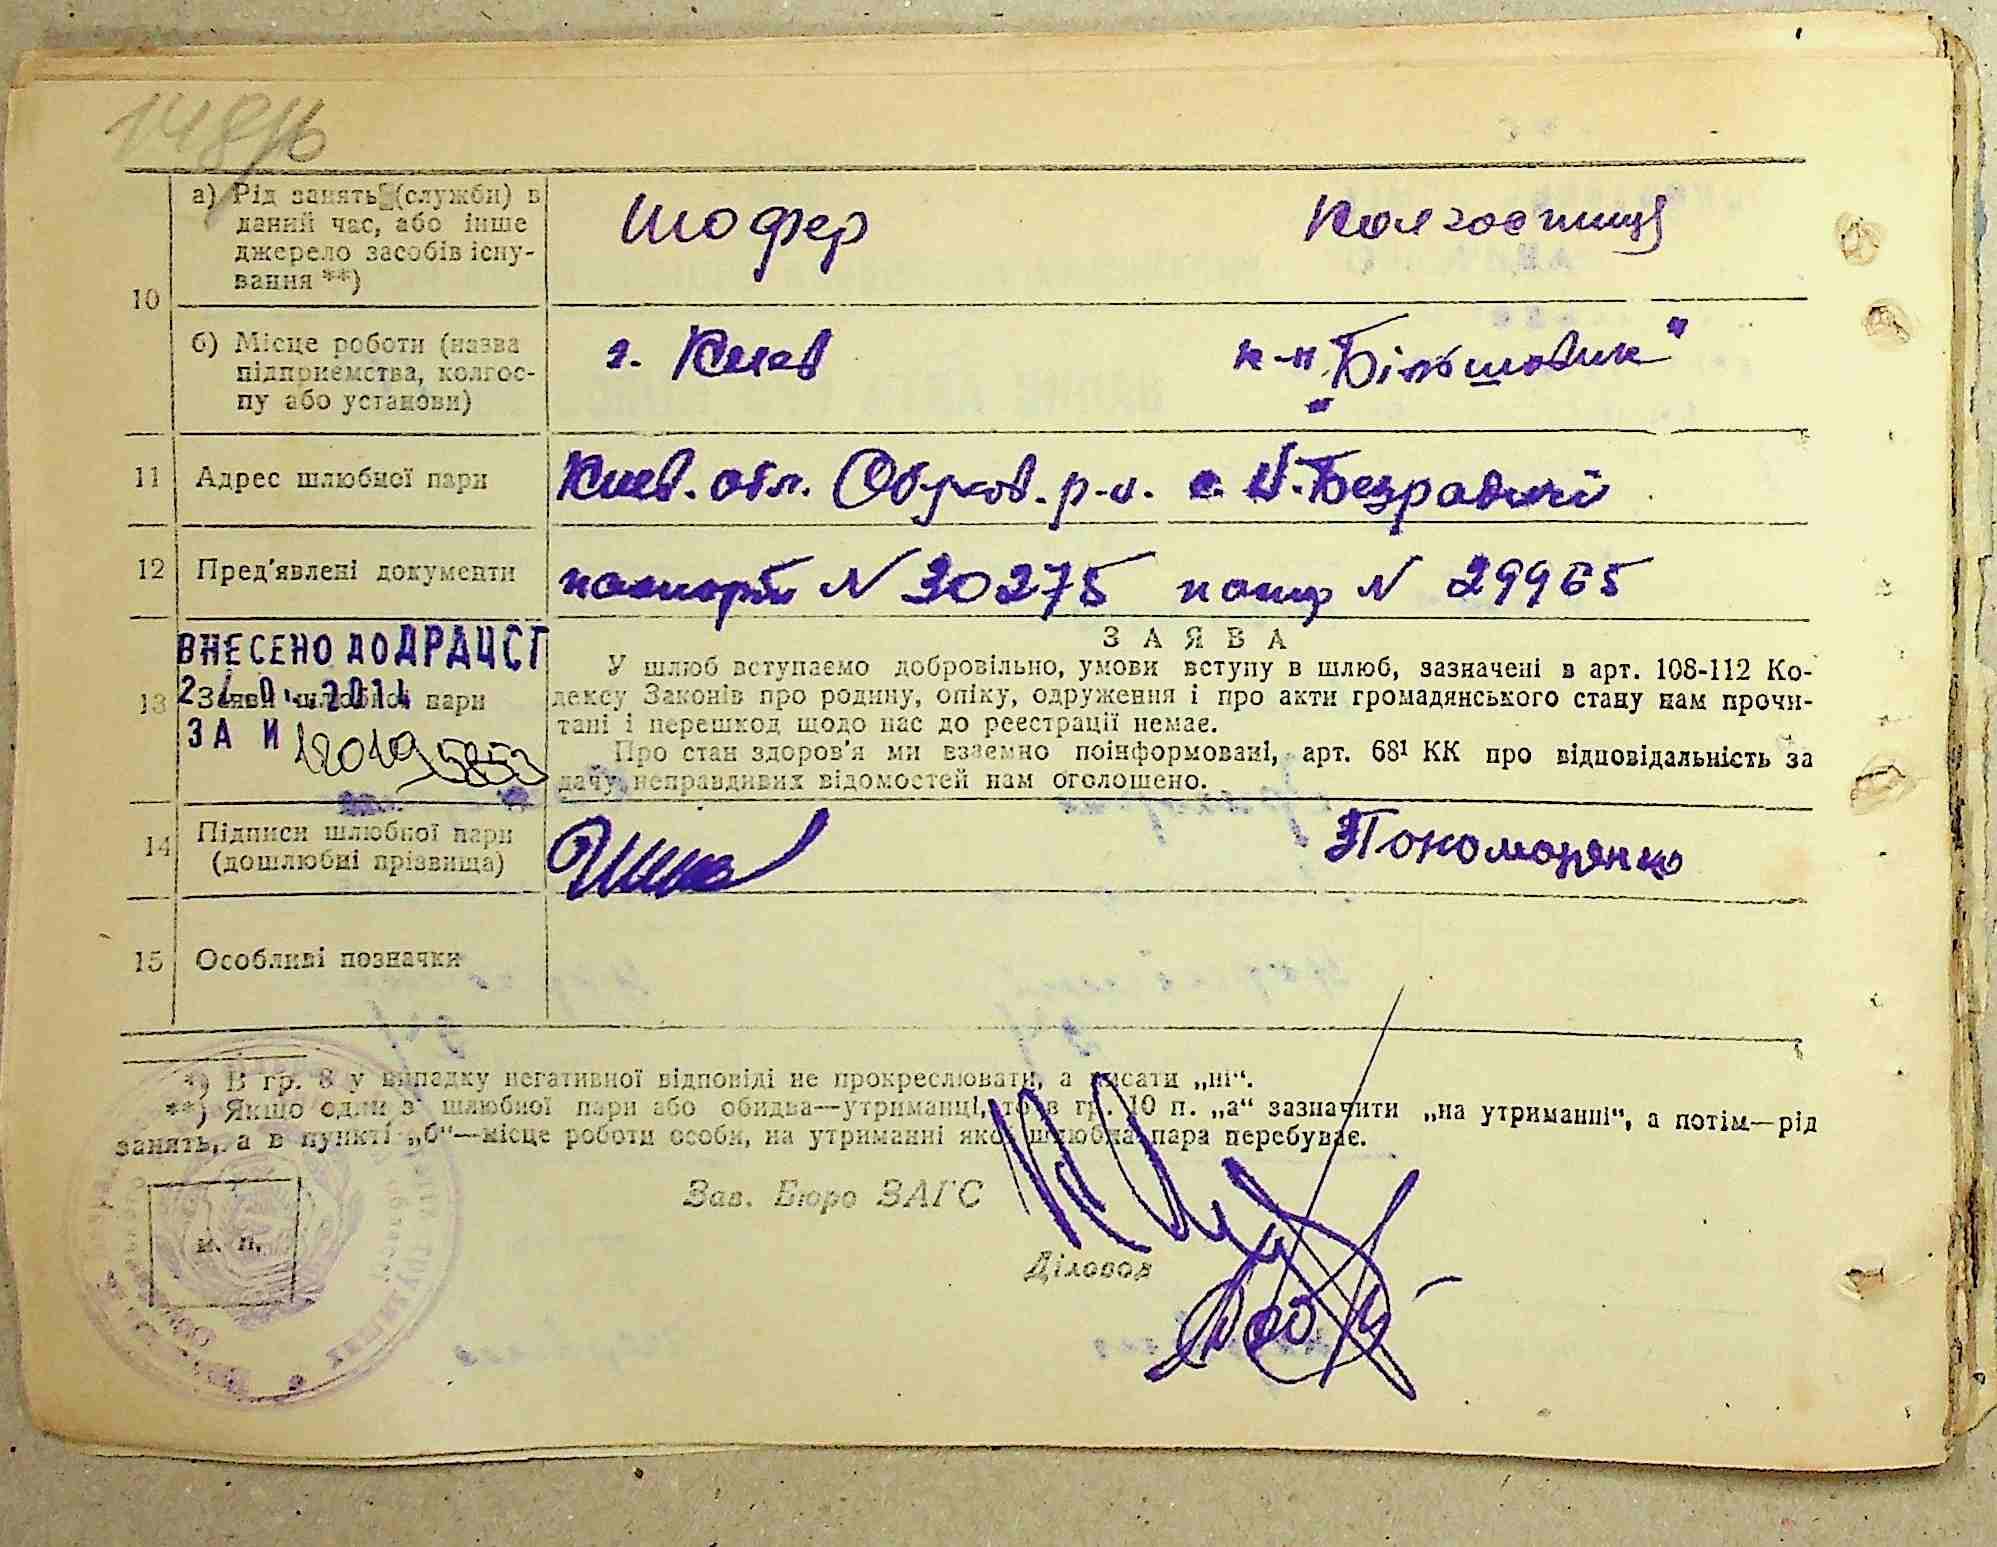 10
а) Рід занять (служби) в
даний час, або інше
джерело засобів існу-
вання **)
шофер
колгоспниця
б) Місце роботи (назва
підприємства, колгос-
пу або установи)
г. Киев
к-п „Більшовик"
11
Адрес шлюбної пари
Киев. обл. Обухов. р-н. с. Н.-Безрадичі
12
Пред'явлені документи
паспорт N 30275 паспр N 29965
ВНЕСЕНО ДО ДРАЦСГ
13
Заяви шлюбної пари
ЗА N
ЗАЯВА
У шлюб вступаємо добровільно, умови вступу в шлюб, зазначені в арт. 108-112 Ко-
дексу Законів про родину, опіку, одруження і про акти громадянського стану нам прочи-
тані і перешкод щодо нас до реестрації немає.
Про стан здоров'я ми взаємно поінформовані, арт. 68¹ КК про відповідальність за
дачу неправдивих відомостей нам оголошено.
14
Підписи шлюбної пари
(дошлюбні прізвища)
Пономоренко
15
Особливі позначки
*) В гр. 8 у випадку негативної відповіді не прокреслювати, а писати „ні".
**) Якщо один з шлюбної пари або обидва—утриманці, то в гр. 10 п. „а" зазначити „на утриманні", а потім—рід
занять, а в пункті „б"—місце роботи особи, на утриманні якої шлюбна пара перебуває.
Зав. Бюро ЗАГС
м. п.
Діловод